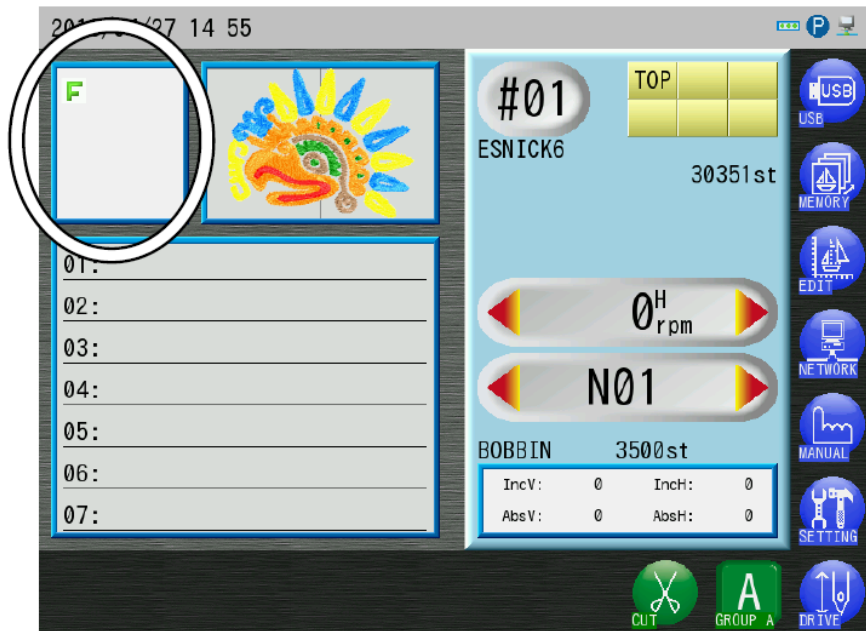 14 55
P
F
#01
TOP
ESNICK6
30351st
01:
02:
03:
04:
05:
06:
07:
0 H rpm
N01
BOBBIN 3500st
IncV: 0 IncH: 0
AbsV: 0 AbsH: 0
USB
USB
MEMORY
EDIT
NETWORK
MANUAL
SETTING
CUT
A
GROUP A
DRIVE